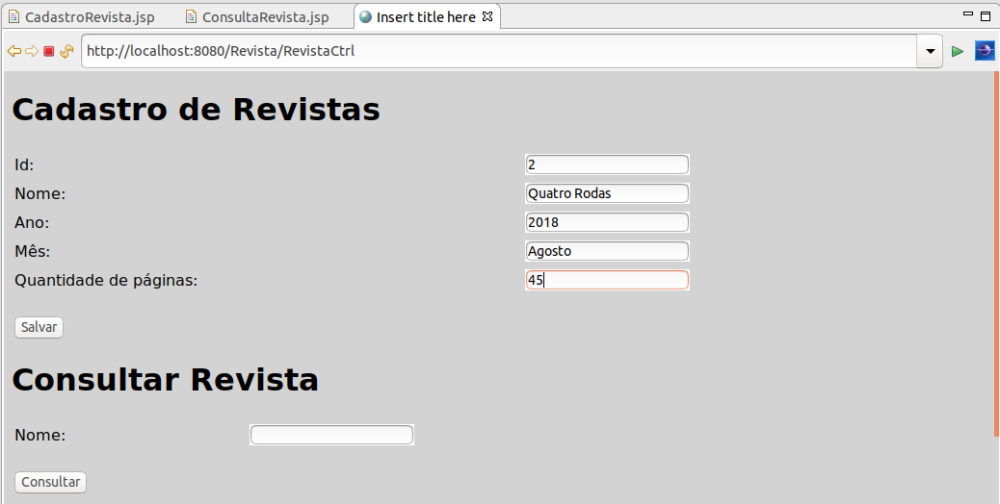 CadastroRevista.jsp ConsultaRevista.jsp Insert title here
http://localhost:8080/Revista/RevistaCtrl
Cadastro de Revistas
Id: 2
Nome: Quatro Rodas
Ano: 2018
Mês: Agosto
Quantidade de páginas: 45
Salvar
Consultar Revista
Nome:
Consultar